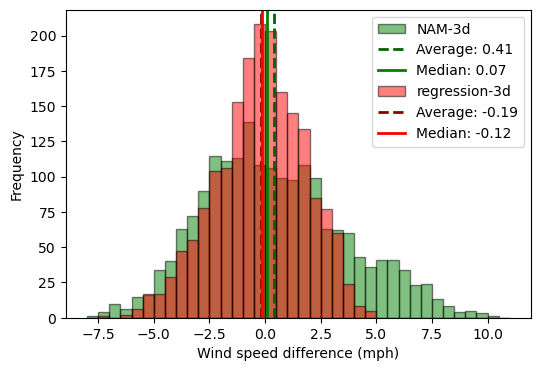 NAM-3d
Average: 0.41
Median: 0.07
regression-3d
Average: -0.19
Median: -0.12
Frequency
200
175
150
125
100
75
50
25
0
−7.5 −5.0 −2.5 0.0 2.5 5.0 7.5 10.0
Wind speed difference (mph)